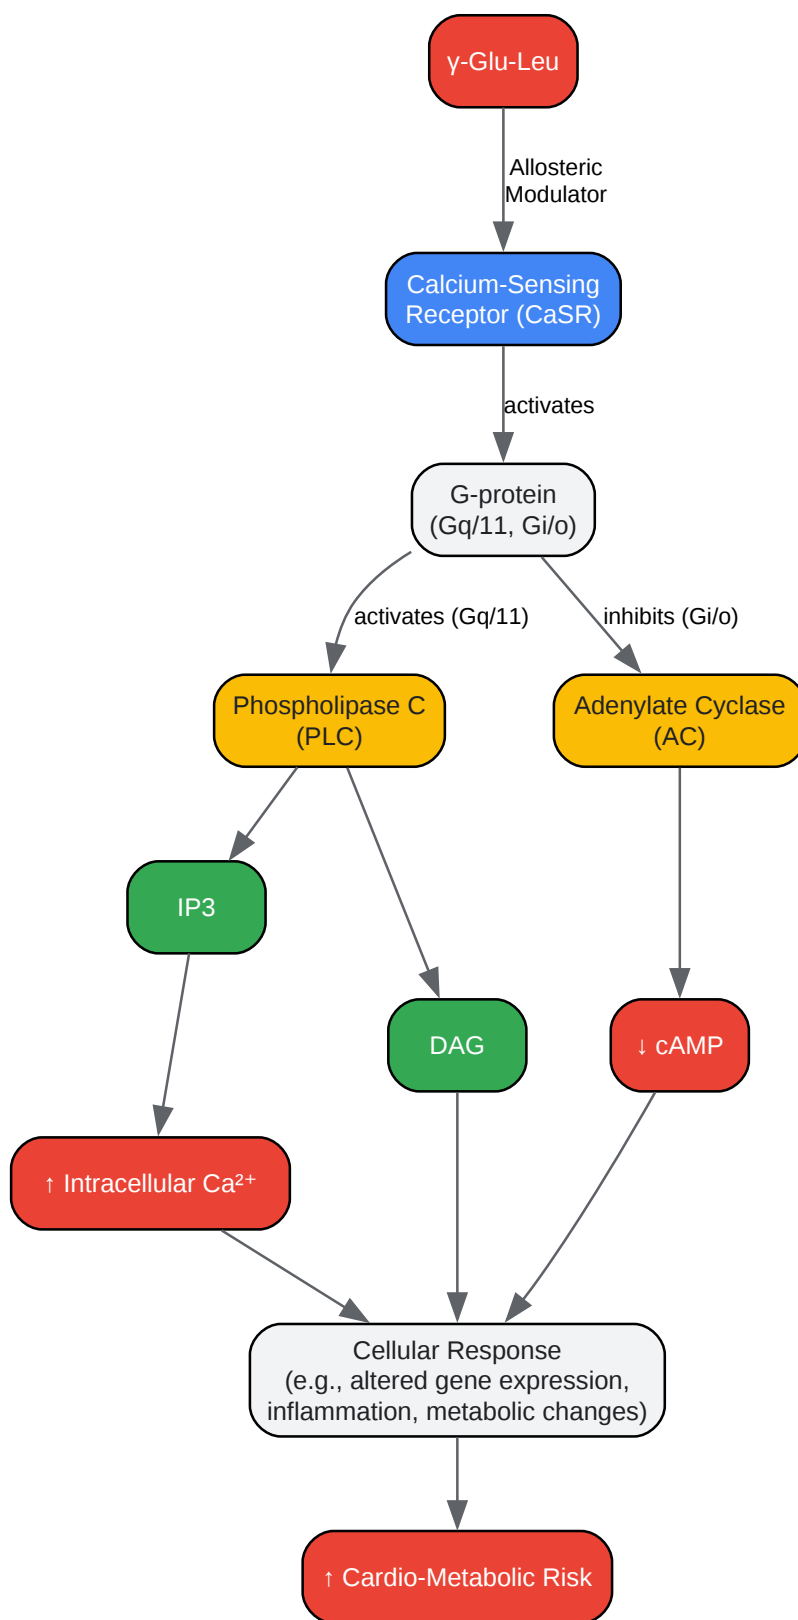 γ-Glu-Leu
Allosteric
Modulator
Calcium-Sensing
Receptor (CaSR)
activates
G-protein
(Gq/11, Gi/o)
activates (Gq/11)
inhibits (Gi/o)
Phospholipase C
(PLC)
Adenylate Cyclase
(AC)
IP3
DAG
↓ cAMP
↑ Intracellular Ca²⁺
Cellular Response
(e.g., altered gene expression,
inflammation, metabolic changes)
↑ Cardio-Metabolic Risk